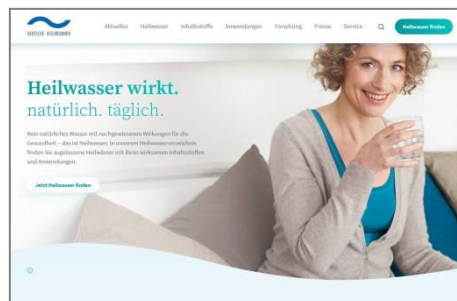 DEUTSCHE HEILBRUNNEN
Aktuelles Heilwasser Inhaltsstoffe Anwendungen Forschung Presse Service Heilwasser finden
Heilwasser wirkt.
natürlich. täglich.
Rein natürliches Wasser mit nachgewiesenen Wirkungen für die
Gesundheit – das ist Heilwasser. In unserem Heilwasserverzeichnis
finden Sie zugelassene Heilwässer mit ihren wirksamen Inhaltsstoffen
und Anwendungen.
Jetzt Heilwasser finden